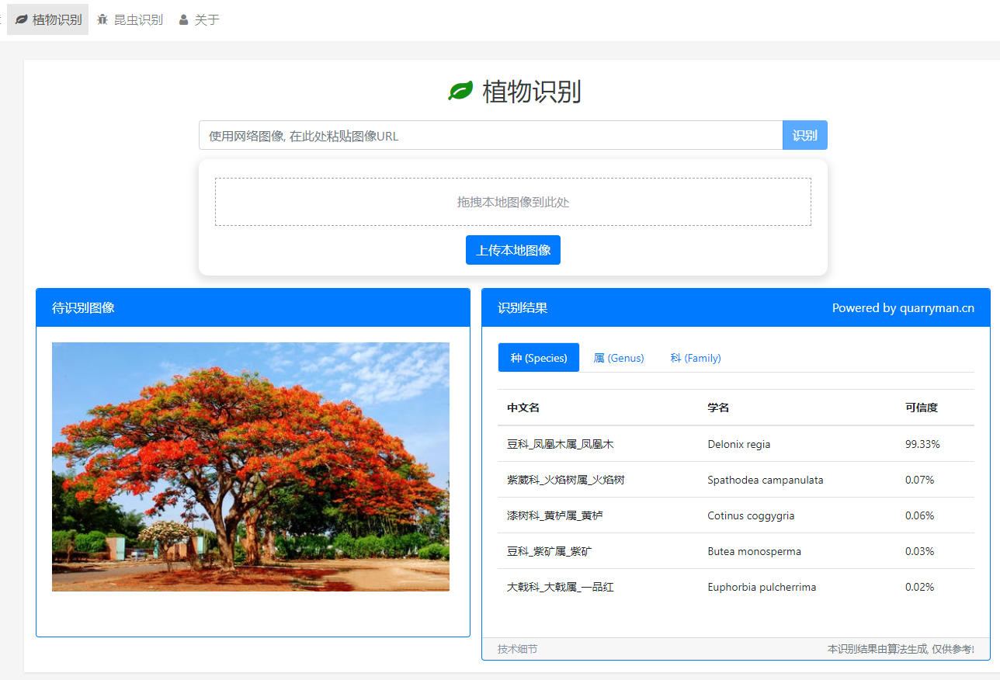 植物识别 昆虫识别 关于
植物识别
使用网络图像, 在此处粘贴图像URL 识别
拖拽本地图像到此处
上传本地图像
待识别图像
识别结果 Powered by quarryman.cn
种 (Species) 属 (Genus) 科 (Family)
中文名 学名 可信度
豆科_凤凰木属_凤凰木 Delonix regia 99.33%
紫葳科_火焰树属_火焰树 Spathodea campanulata 0.07%
漆树科_黄栌属_黄栌 Cotinus coggygria 0.06%
豆科_紫矿属_紫矿 Butea monosperma 0.03%
大戟科_大戟属_一品红 Euphorbia pulcherrima 0.02%
技术细节 本识别结果由算法生成, 仅供参考!